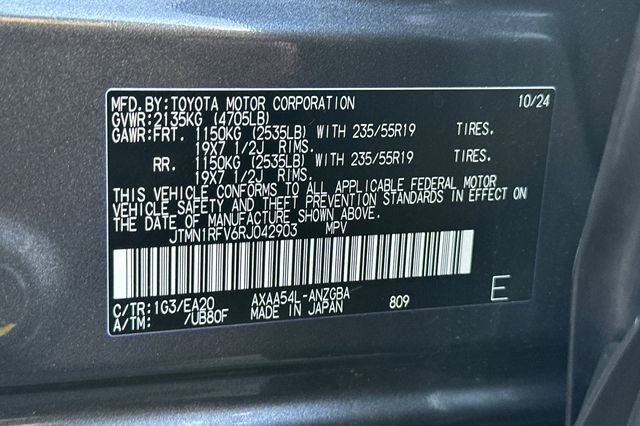 MFD.BY:TOYOTA MOTOR CORPORATION 10/24
GVWR:2135KG (4705LB)
GAWR:FRT. 1150KG (2535LB) WITH 235/55R19 TIRES.
19X7 1/2J RIMS.
RR. 1150KG (2535LB) WITH 235/55R19 TIRES.
19X7 1/2J RIMS.
THIS VEHICLE CONFORMS TO ALL APPLICABLE FEDERAL MOTOR
VEHICLE SAFETY AND THEFT PREVENTION STANDARDS IN EFFECT ON
THE DATE OF MANUFACTURE SHOWN ABOVE.
JTMN1RFV6RJ042903 MPV
C/TR:1G3/EA20 AXAA54L-ANZGBA 809 E
A/TM: /UB80F MADE IN JAPAN